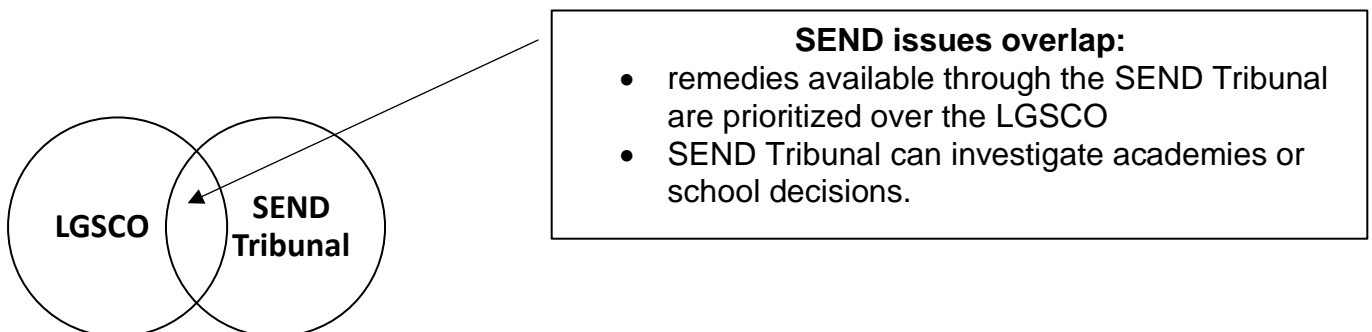 SEND issues overlap:
• remedies available through the SEND Tribunal
are prioritized over the LGSCO
• SEND Tribunal can investigate academies or
school decisions.
LGSCO
SEND
Tribunal